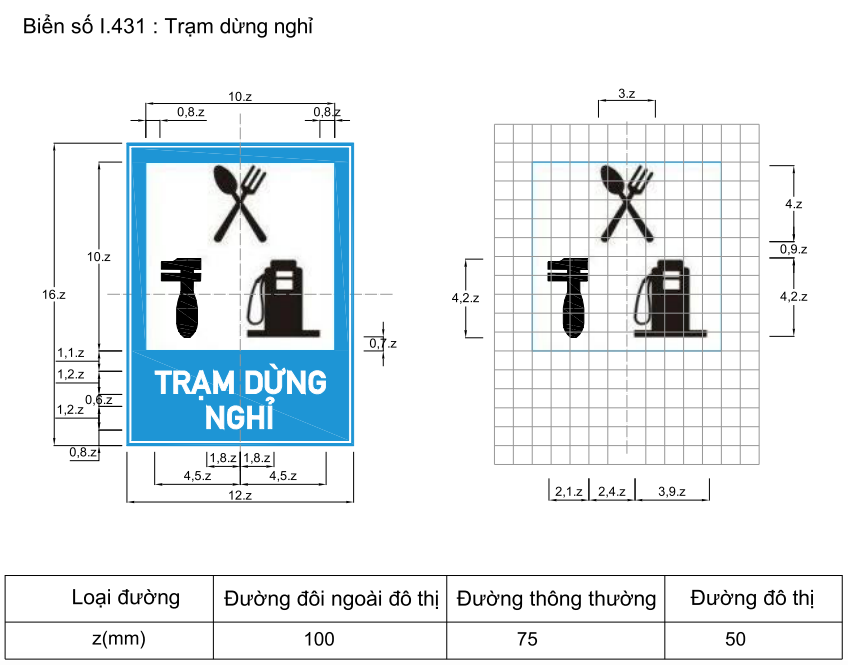 Biển số I.431 : Trạm dừng nghỉ
10.z
0,8.z
0,8.z
16.z
10.z
0,7.z
1,1.z
1,2.z
0,6.z
1,2.z
0,8.z
TRẠM DỪNG
NGHỈ
1,8.z
1,8.z
4,5.z
4,5.z
12.z
3.z
4.z
0,9.z
4,2.z
4,2.z
2,1.z
2,4.z
3,9.z
Loại đường Đường đôi ngoài đô thị Đường thông thường Đường đô thị
z(mm) 100 75 50